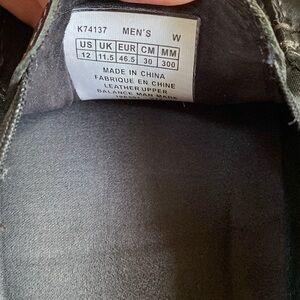 K74137 MEN'S W
US UK EUR CM MM
12 11.5 46.5 30 300
MADE IN CHINA
FABRIQUE EN CHINE
LEATHER UPPER
BALANCE MAN MADE